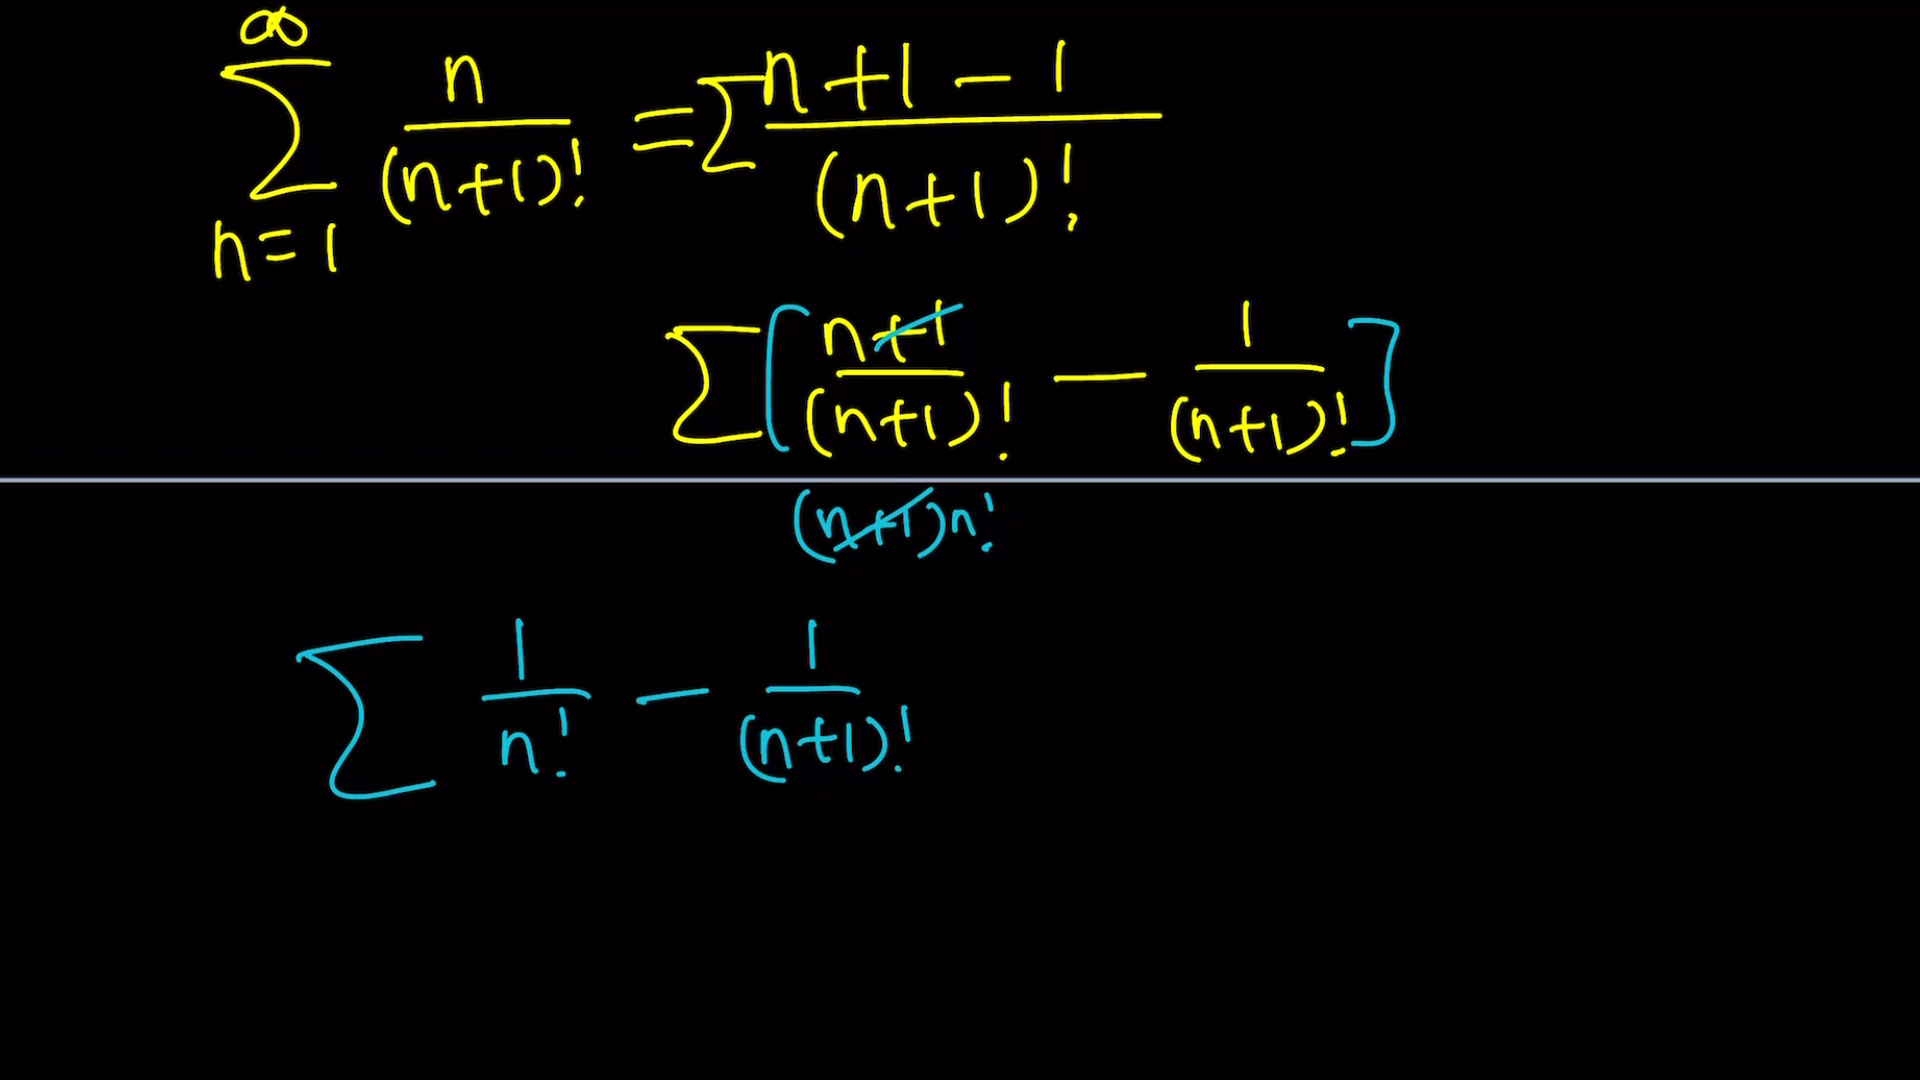 ∞
∑ n/(n+1)! = ∑ n+1-1/(n+1)!
n=1
∑[n+1/(n+1)! - 1/(n+1)!]
(n+1)n!
∑ 1/n! - 1/(n+1)!